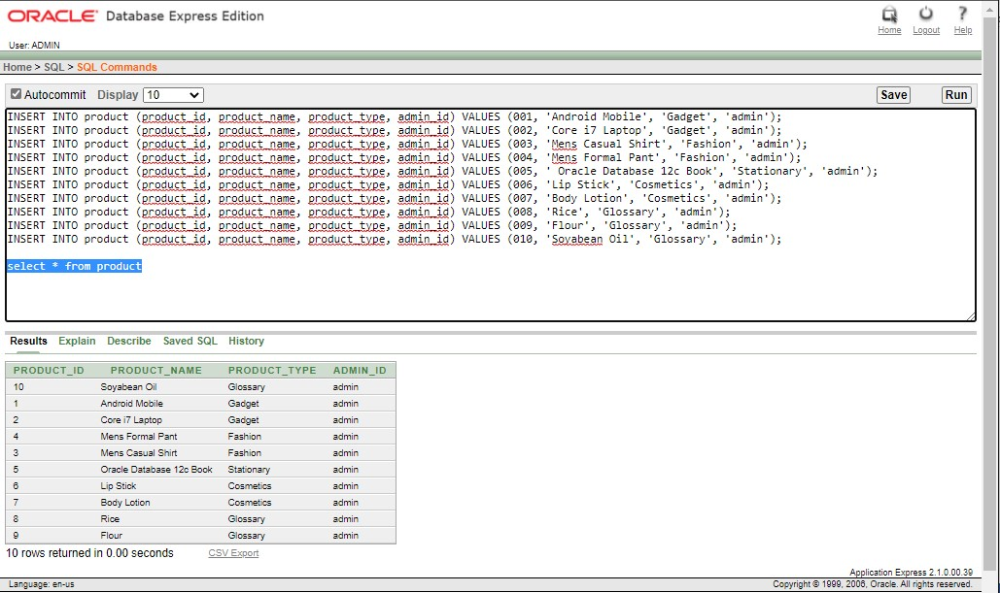 ORACLE® Database Express Edition
Home Logout Help
User: ADMIN
Home > SQL > SQL Commands
Autocommit Display 10 Save Run
INSERT INTO product (product_id, product_name, product_type, admin_id) VALUES (001, 'Android Mobile', 'Gadget', 'admin');
INSERT INTO product (product_id, product_name, product_type, admin_id) VALUES (002, 'Core i7 Laptop', 'Gadget', 'admin');
INSERT INTO product (product_id, product_name, product_type, admin_id) VALUES (003, 'Mens Casual Shirt', 'Fashion', 'admin');
INSERT INTO product (product_id, product_name, product_type, admin_id) VALUES (004, 'Mens Formal Pant', 'Fashion', 'admin');
INSERT INTO product (product_id, product_name, product_type, admin_id) VALUES (005, ' Oracle Database 12c Book', 'Stationary', 'admin');
INSERT INTO product (product_id, product_name, product_type, admin_id) VALUES (006, 'Lip Stick', 'Cosmetics', 'admin');
INSERT INTO product (product_id, product_name, product_type, admin_id) VALUES (007, 'Body Lotion', 'Cosmetics', 'admin');
INSERT INTO product (product_id, product_name, product_type, admin_id) VALUES (008, 'Rice', 'Glossary', 'admin');
INSERT INTO product (product_id, product_name, product_type, admin_id) VALUES (009, 'Flour', 'Glossary', 'admin');
INSERT INTO product (product_id, product_name, product_type, admin_id) VALUES (010, 'Soyabean Oil', 'Glossary', 'admin');
select * from product
Results Explain Describe Saved SQL History
PRODUCT_ID PRODUCT_NAME PRODUCT_TYPE ADMIN_ID
10 Soyabean Oil Glossary admin
1 Android Mobile Gadget admin
2 Core i7 Laptop Gadget admin
4 Mens Formal Pant Fashion admin
3 Mens Casual Shirt Fashion admin
5 Oracle Database 12c Book Stationary admin
6 Lip Stick Cosmetics admin
7 Body Lotion Cosmetics admin
8 Rice Glossary admin
9 Flour Glossary admin
10 rows returned in 0.00 seconds CSV Export
Application Express 2.1.0.00.39
Language: en-us Copyright © 1999, 2006, Oracle. All rights reserved.